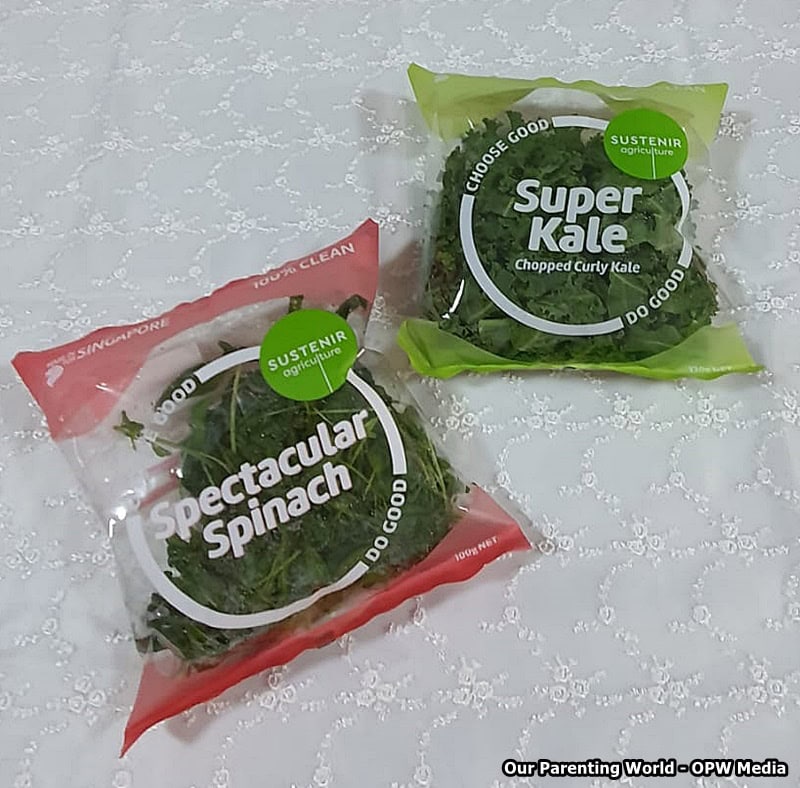 CLEAN
CHOOSE GOOD
SUSTENIR
agriculture
Super
Kale
Chopped Curly Kale
DO GOOD
100% CLEAN
SINGAPORE
SUSTENIR
agriculture
GOOD
Spectacular
Spinach
DO GOOD
100g NET
Our Parenting World - OPW Media